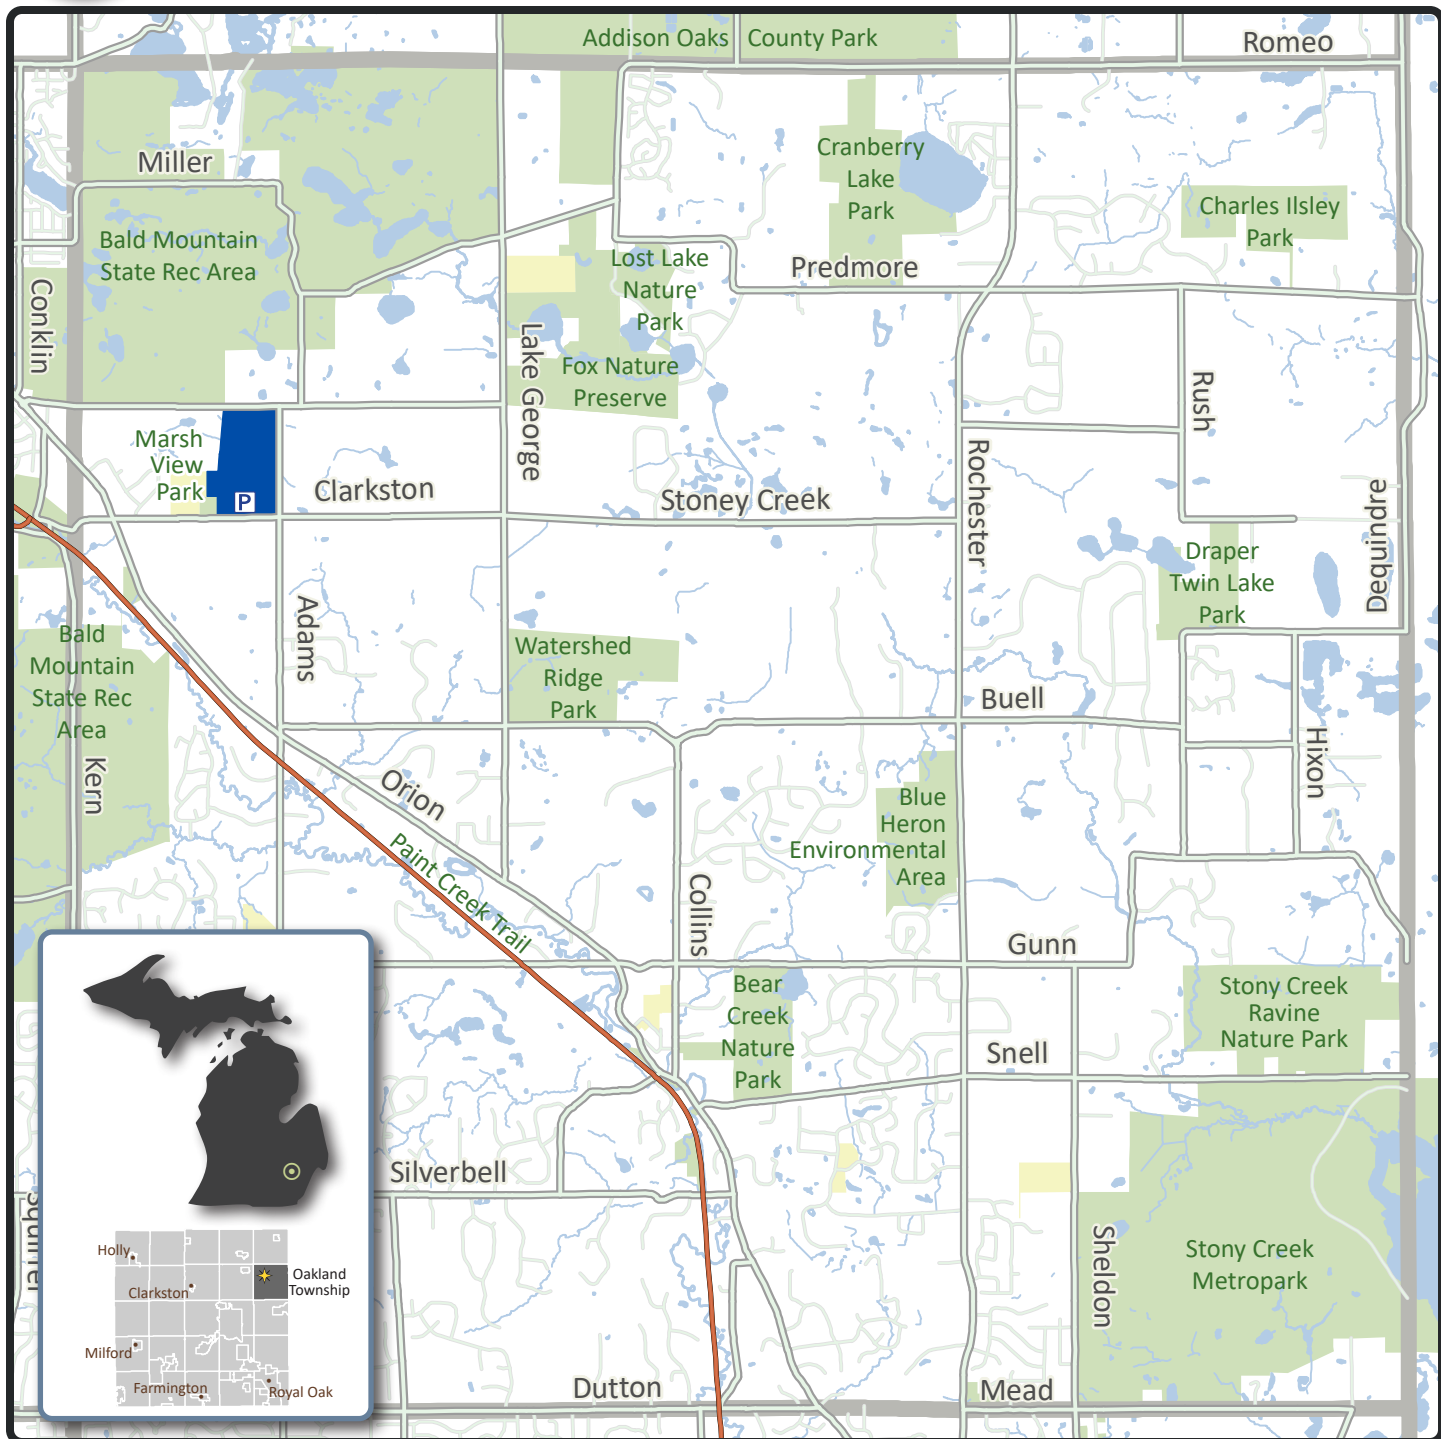 Addison Oaks County Park
Romeo
Miller
Cranberry
Lake
Park
Charles Ilsley
Park
Bald Mountain
State Rec Area
Lost Lake
Nature
Park
Predmore
Conklin
Lake George
Fox Nature
Preserve
Rush
Marsh
View
Park
P
Clarkston
Stoney Creek
Rochester
Dequindre
Draper
Twin Lake
Park
Adams
Bald
Mountain
State Rec
Area
Watershed
Ridge
Park
Buell
Kern
Hixon
Orion
Blue
Heron
Environmental
Area
Paint Creek Trail
Collins
Gunn
Bear
Creek
Nature
Park
Stony Creek
Ravine
Nature Park
Snell
Silverbell
Squirrel
Sheldon
Stony Creek
Metropark
Holly
Oakland
Township
Clarkston
Milford
Farmington
Royal Oak
Dutton
Mead